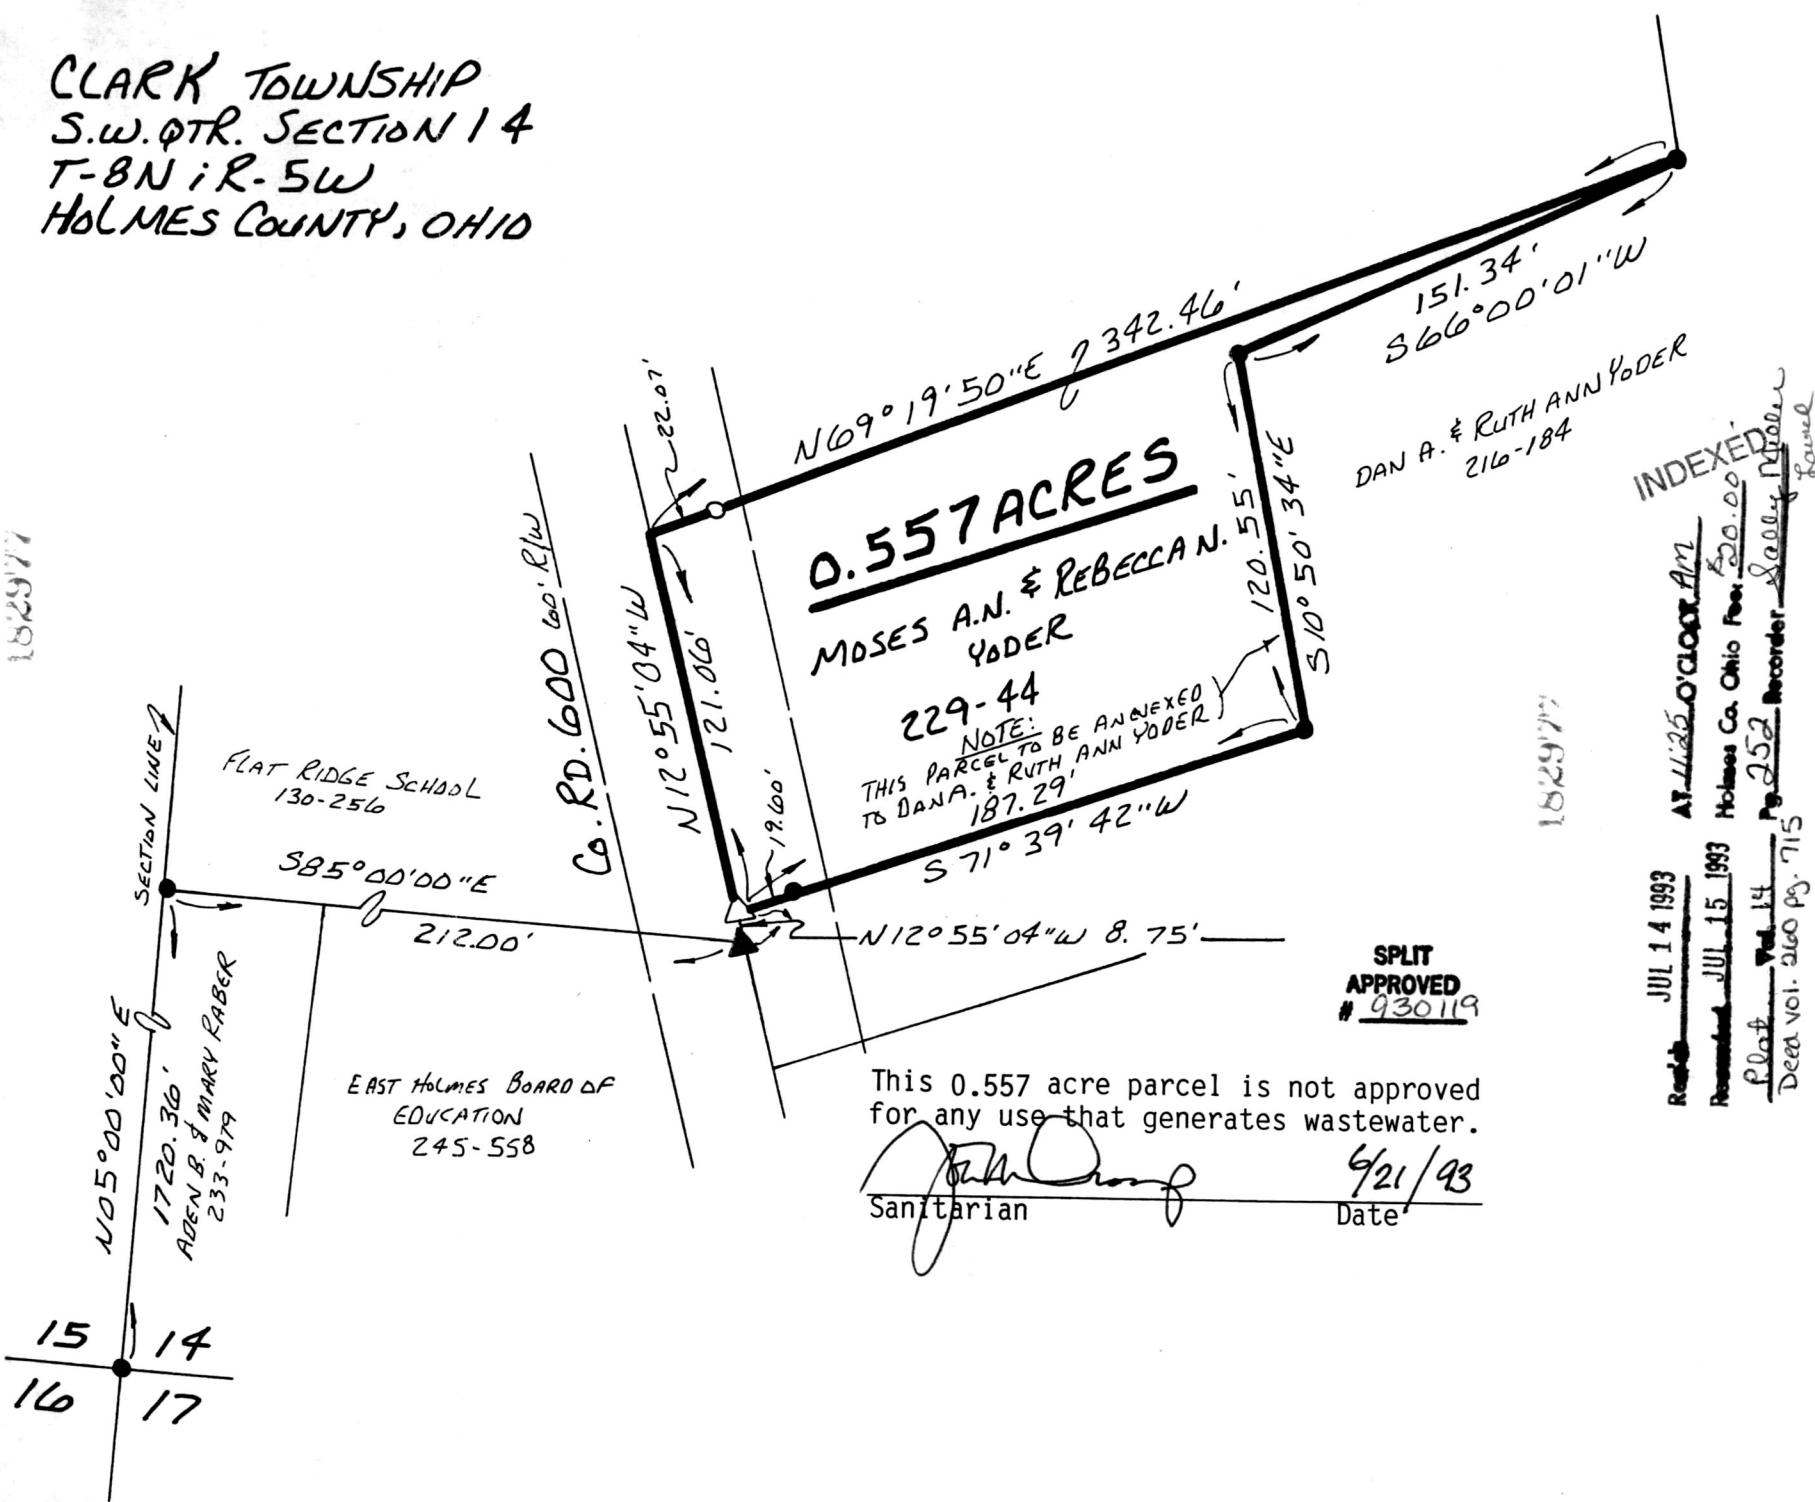 CLARK TOWNSHIP
S.W. QTR. SECTION 14
T-8N ; R-5W
HOLMES COUNTY, OHIO
N69°19'50"E 342.46'
151.34'
S66°00'01"W
22.07'
DAN A. & RUTH ANN YODER
216-184
0.557 ACRES
MOSES A.N. & REBECCA N.
YODER
229-44
NOTE:
THIS PARCEL TO BE ANNEXED
TO DAN A. & RUTH ANN YODER
120.55'
S10°50'34"E
187.29'
S71°39'42"W
CO. RD. 600 60' R/W
N12°55'04"W
121.06'
19.60'
N12°55'04"W 8.75'
SECTION LINE
FLAT RIDGE SCHOOL
130-256
S85°00'00"E
212.00'
N05°00'00"E
1720.36'
ADEN B. & MARY RABER
233-979
EAST HOLMES BOARD OF
EDUCATION
245-558
15 14
16 17
SPLIT
APPROVED
# 930119
This 0.557 acre parcel is not approved
for any use that generates wastewater.
6/21/93
Sanitarian Date
182977
182977
INDEXED
JUL 14 1993 AT 11:25 O'CLOCK AM
JUL 15 1993 Holmes Co. Ohio Fee: $20.00
Plat Vol. 14 Pg. 252 Recorder Sally Miller
Deed Vol. 260 pg. 715